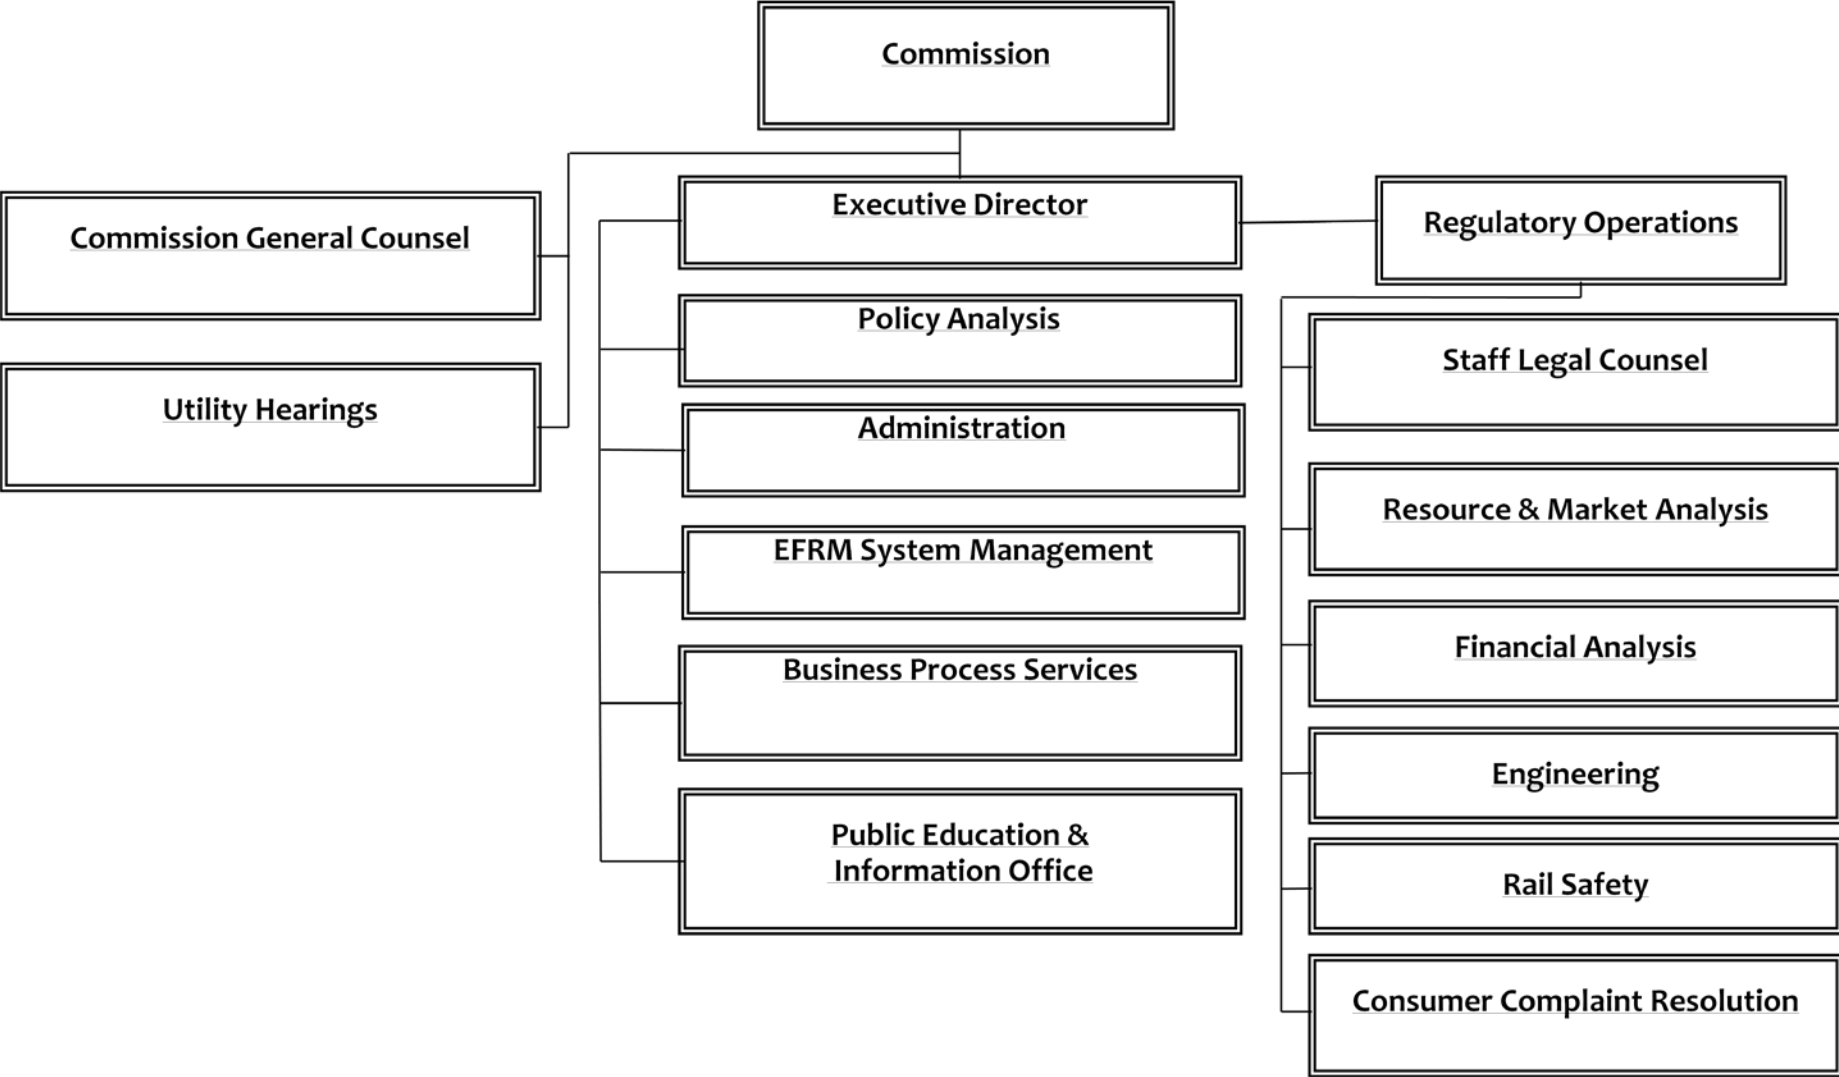 Commission
Commission General Counsel
Utility Hearings
Executive Director
Policy Analysis
Administration
EFRM System Management
Business Process Services
Public Education &
Information Office
Regulatory Operations
Staff Legal Counsel
Resource & Market Analysis
Financial Analysis
Engineering
Rail Safety
Consumer Complaint Resolution